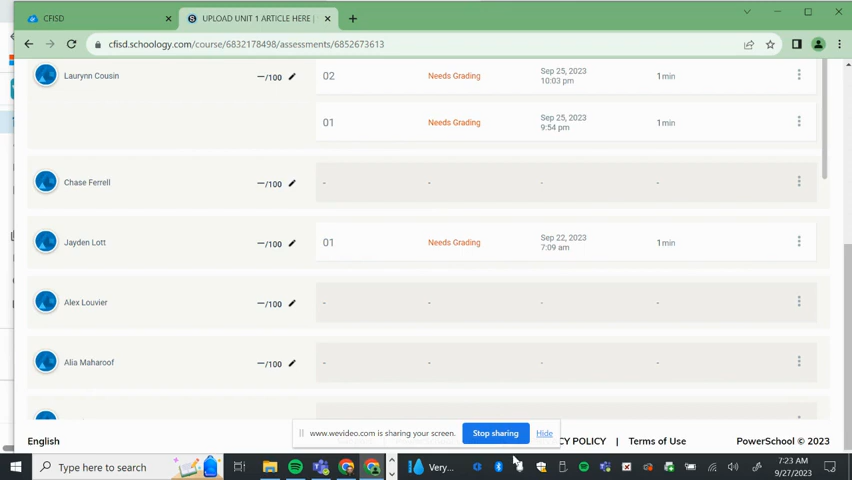 CFISD
UPLOAD UNIT 1 ARTICLE HERE |
cfisd.schoology.com/course/6832178498/assessments/6852673613
Laurynn Cousin
—/100
02
Needs Grading
Sep 25, 2023
10:03 pm
1 min
01
Needs Grading
Sep 25, 2023
9:54 pm
1 min
Chase Ferrell
—/100
-
-
-
-
Jayden Lott
—/100
01
Needs Grading
Sep 22, 2023
7:09 am
1 min
Alex Louvier
—/100
-
-
-
-
Alia Maharoof
—/100
-
-
-
-
www.wevideo.com is sharing your screen.
Stop sharing
Hide
English
CY POLICY | Terms of Use
PowerSchool © 2023
Type here to search
Very...
7:23 AM
9/27/2023